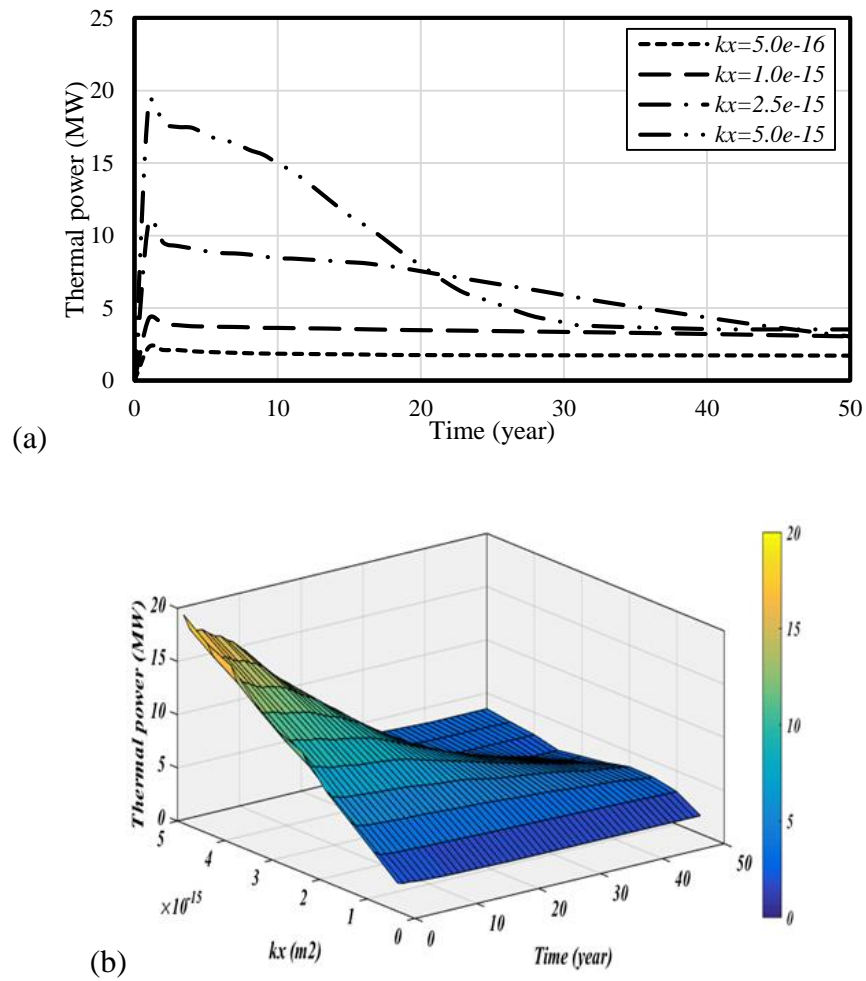 25
20
15
10
5
0
Thermal power (MW)
kx=5.0e-16
kx=1.0e-15
kx=2.5e-15
kx=5.0e-15
0 10 20 30 40 50
Time (year)
(a)
20
15
10
5
0
Thermal power (MW)
20
15
10
5
0
5 4 3 2 1 0
×10-15
kx (m2)
0 10 20 30 40 50
Time (year)
(b)